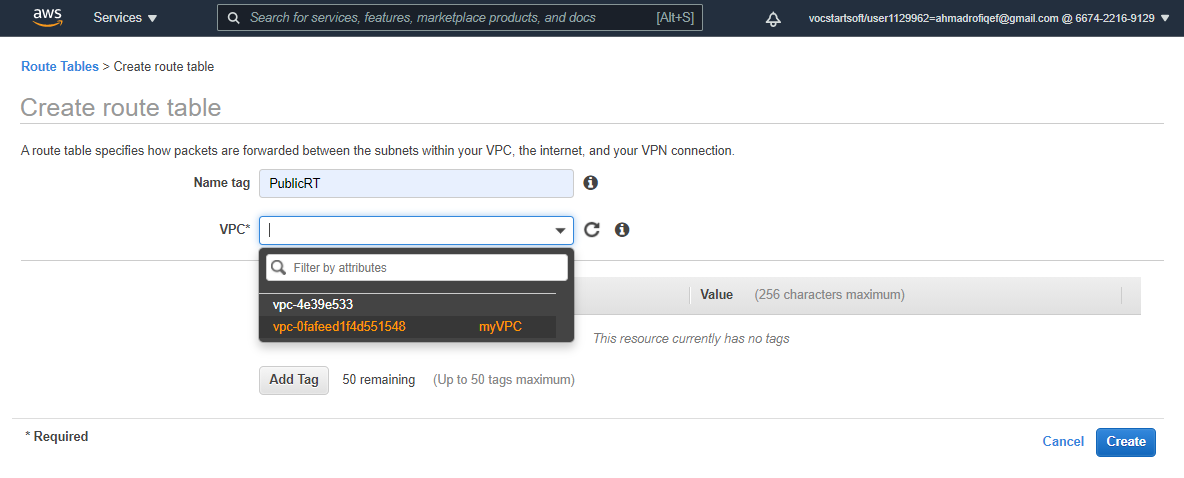 aws Services Search for services, features, marketplace products, and docs [Alt+S] vocstartsoft/user1129962=ahmadrofiqef@gmail.com @ 6674-2216-9129
Route Tables > Create route table
Create route table
A route table specifies how packets are forwarded between the subnets within your VPC, the internet, and your VPN connection.
Name tag PublicRT
VPC*
Filter by attributes
Value (256 characters maximum)
vpc-4e39e533
vpc-0fafeed1f4d551548 myVPC
This resource currently has no tags
Add Tag 50 remaining (Up to 50 tags maximum)
* Required
Cancel Create